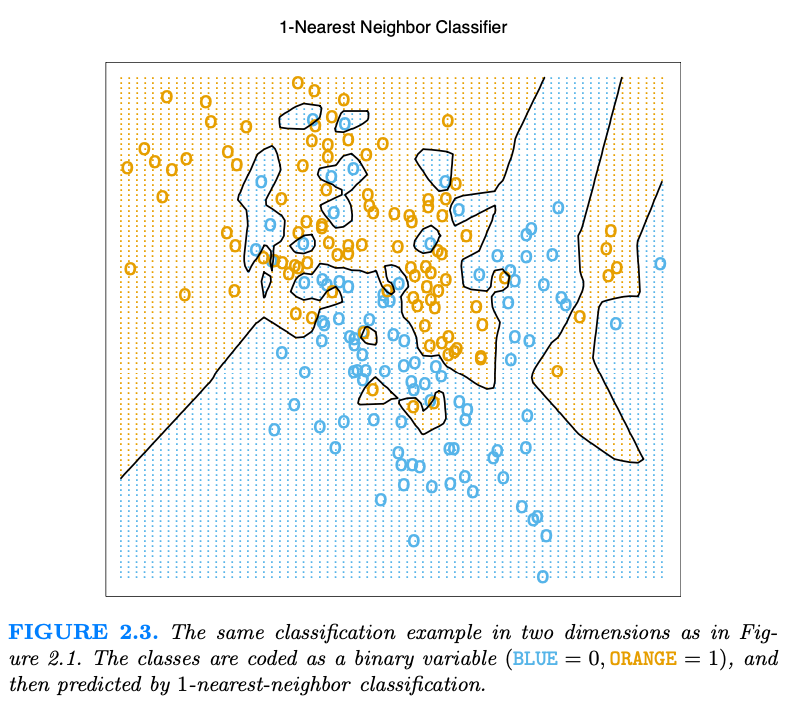 1-Nearest Neighbor Classifier
FIGURE 2.3. The same classification example in two dimensions as in Fig-
ure 2.1. The classes are coded as a binary variable (BLUE = 0, ORANGE = 1), and
then predicted by 1-nearest-neighbor classification.